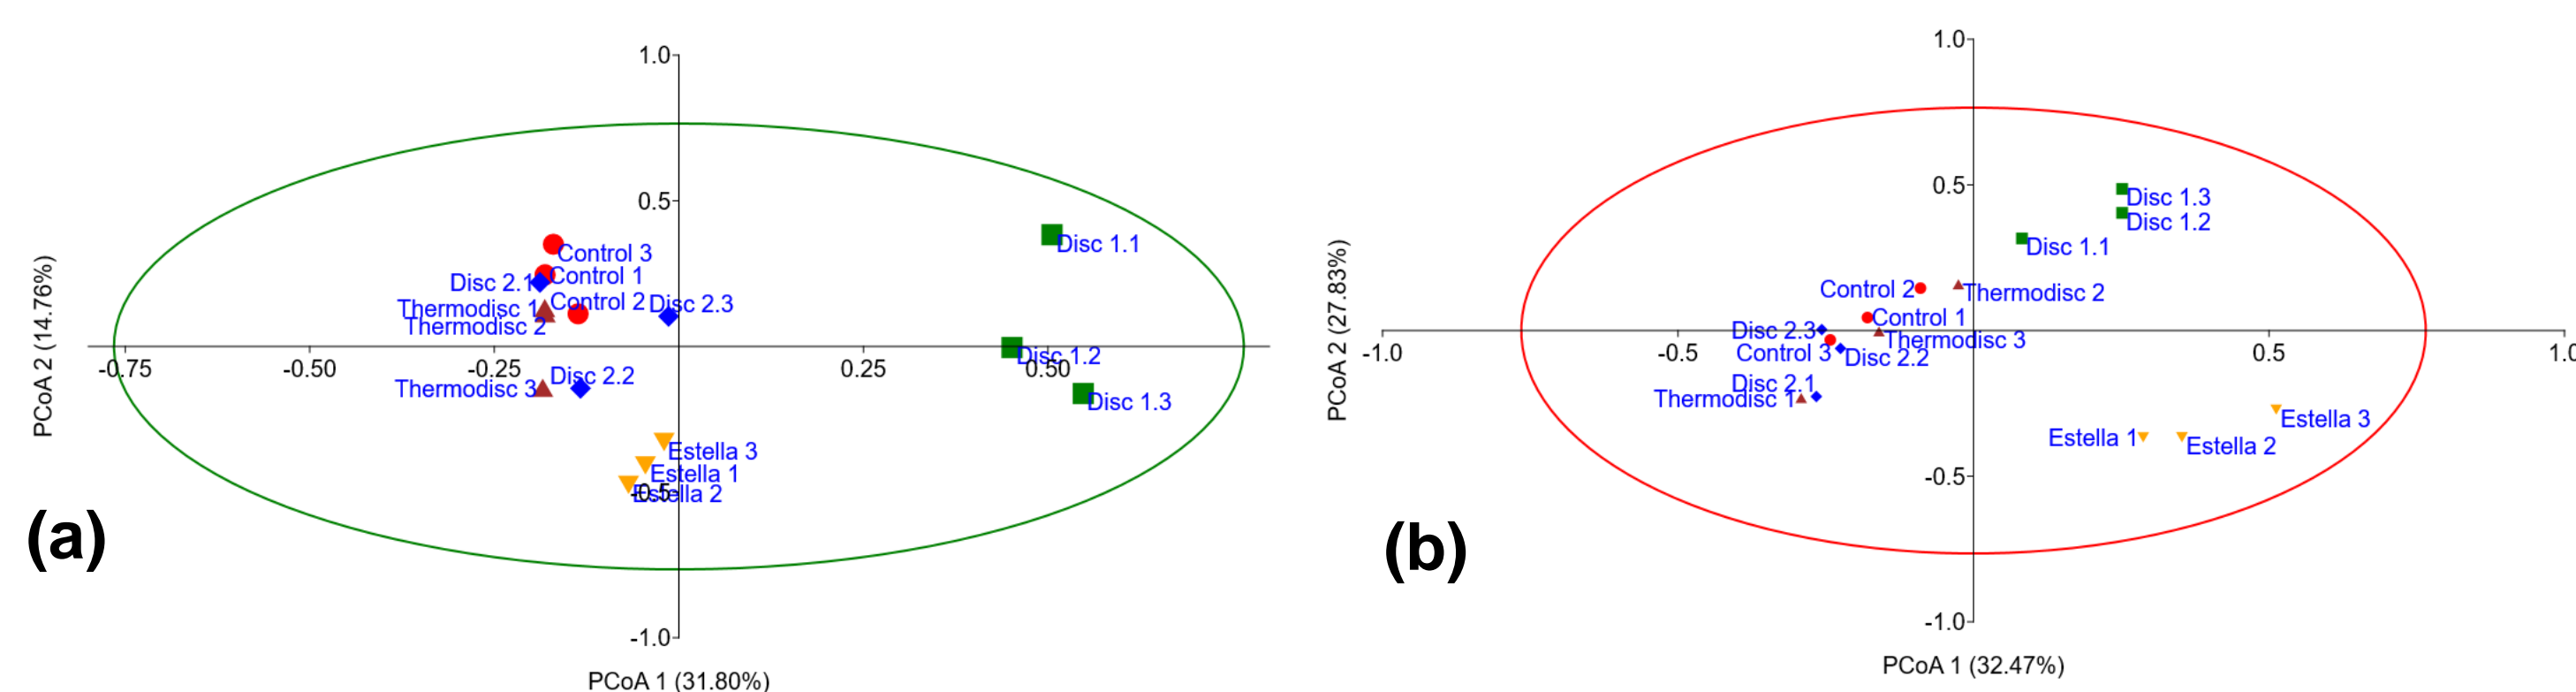 1.0
0.5
Control 3
Control 1
Disc 2.1
Control 2
Disc 2.3
Thermodisc 1
Thermodisc 2
Disc 1.1
Disc 1.2
-0.75
-0.50
-0.25
0.25
0.50
Disc 2.2
Thermodisc 3
Disc 1.3
Estella 3
Estella 1
-0.5
Estella 2
-1.0
PCoA 2 (14.76%)
PCoA 1 (31.80%)
(a)
1.0
0.5
Disc 1.3
Disc 1.2
Disc 1.1
Control 2
Thermodisc 2
Control 1
Disc 2.3
Thermodisc 3
-1.0
-0.5
0.5
1.0
Control 3
Disc 2.2
Disc 2.1
Thermodisc 1
Estella 3
Estella 1
Estella 2
-0.5
-1.0
PCoA 2 (27.83%)
PCoA 1 (32.47%)
(b)